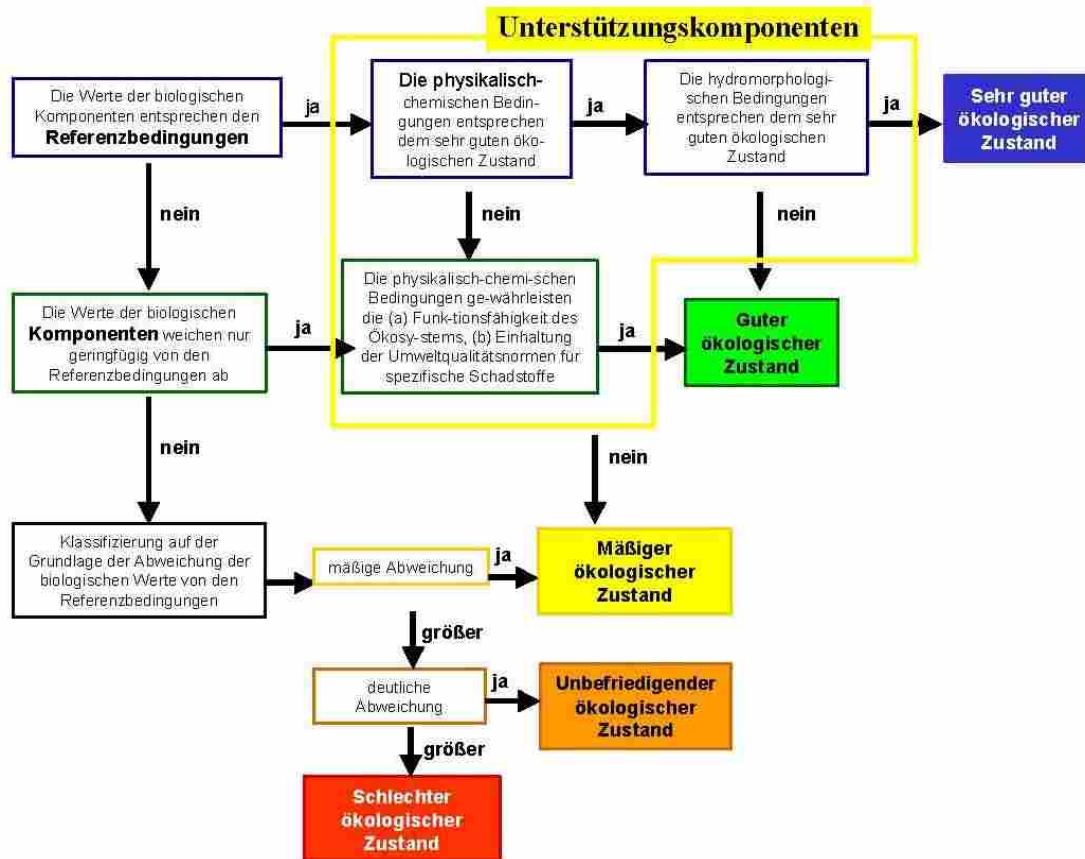 Unterstützungskomponenten
Die Werte der biologischen
Komponenten entsprechen den
Referenzbedingungen
ja
Die physikalisch-
chemischen Bedin-
gungen entsprechen
dem sehr guten öko-
logischen Zustand
ja
Die hydromorphologi-
schen Bedingungen
entsprechen dem sehr
guten ökologischen
Zustand
ja
Sehr guter
ökologischer
Zustand
nein
nein
nein
Die Werte der biologischen
Komponenten weichen nur
geringfügig von den
Referenzbedingungen ab
ja
Die physikalisch-chemi-schen
Bedingungen ge-währleisten
die (a) Funk-tionsfähigkeit des
Ökosy-stems, (b) Einhaltung
der Umweltqualitätsnormen für
spezifische Schadstoffe
ja
Guter
ökologischer
Zustand
nein
nein
Klassifizierung auf der
Grundlage der Abweichung der
biologischen Werte von den
Referenzbedingungen
mäßige Abweichung
ja
Mäßiger
ökologischer
Zustand
größer
deutliche
Abweichung
ja
Unbefriedigender
ökologischer
Zustand
größer
Schlechter
ökologischer
Zustand